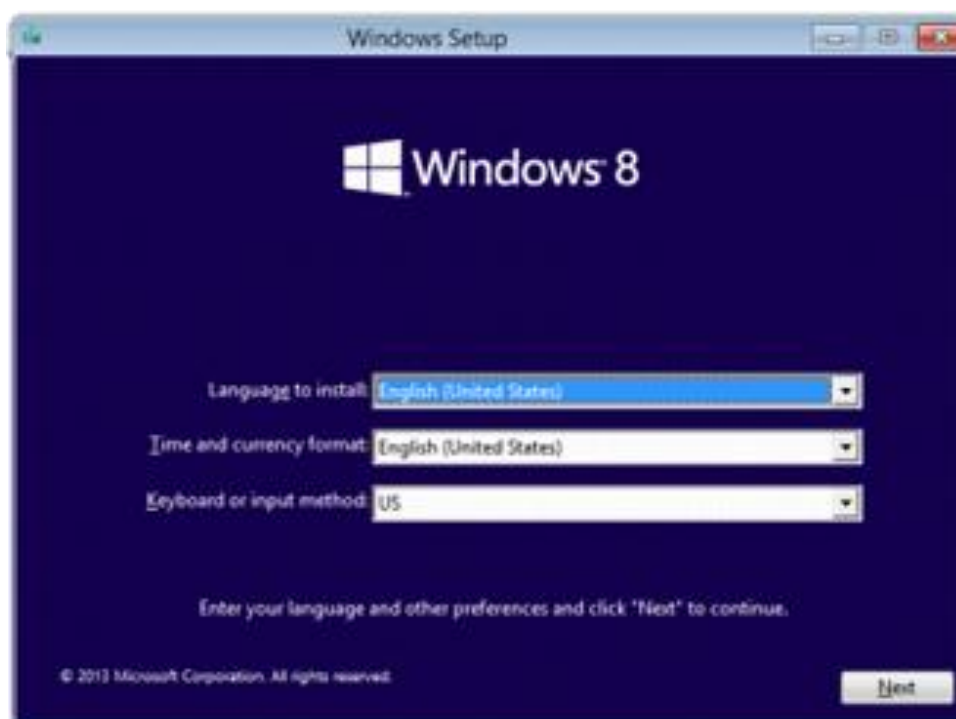 Windows Setup
Windows 8
Language to install: English (United States)
Time and currency format: English (United States)
Keyboard or input method: US
Enter your language and other preferences and click "Next" to continue.
© 2013 Microsoft Corporation. All rights reserved.
Next